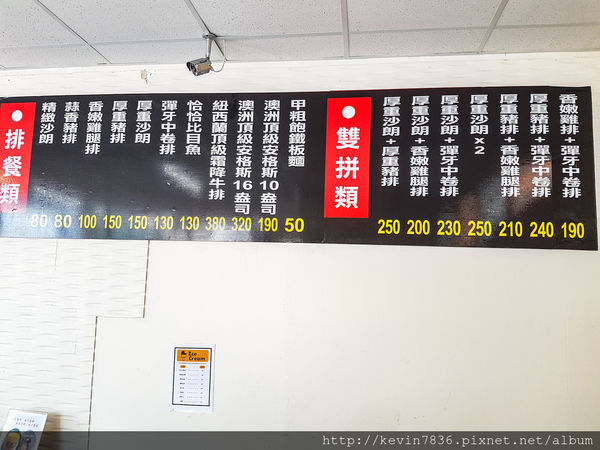 排餐類
精緻沙朗 80
蒜香豬排 80
香嫩雞腿排 100
厚重豬排 150
厚重沙朗 150
彈牙中卷排 130
恰恰比目魚 130
紐西蘭頂級霜降牛排 380
澳洲頂級安格斯16盎司 320
澳洲頂級安格斯10盎司 190
甲粗飽鐵板麵 50
雙拼類
厚重沙朗+厚重豬排 250
厚重沙朗+香嫩雞腿排 200
厚重沙朗+彈牙中卷排 230
厚重沙朗x2 250
厚重豬排+香嫩雞腿排 210
厚重豬排+彈牙中卷排 240
香嫩雞排+彈牙中卷排 190
Ice Cream
http://kevin7836.pixnet.net/album